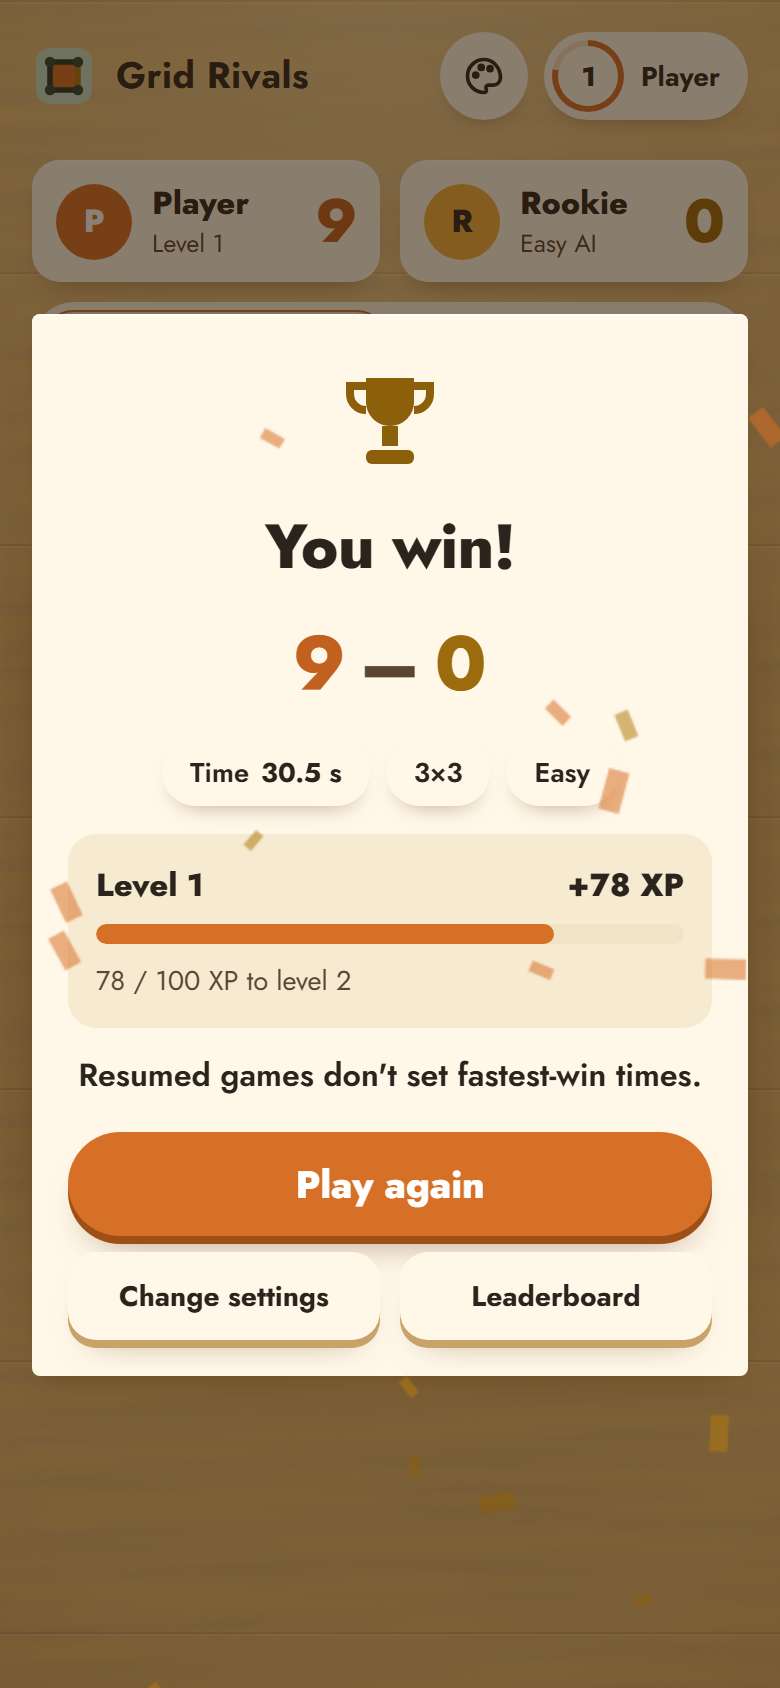 Grid Rivals
1
Player
P
Player
Level 1
9
R
Rookie
Easy AI
0
You win!
9 – 0
Time 30.5 s
3×3
Easy
Level 1
+78 XP
78 / 100 XP to level 2
Resumed games don't set fastest-win times.
Play again
Change settings
Leaderboard